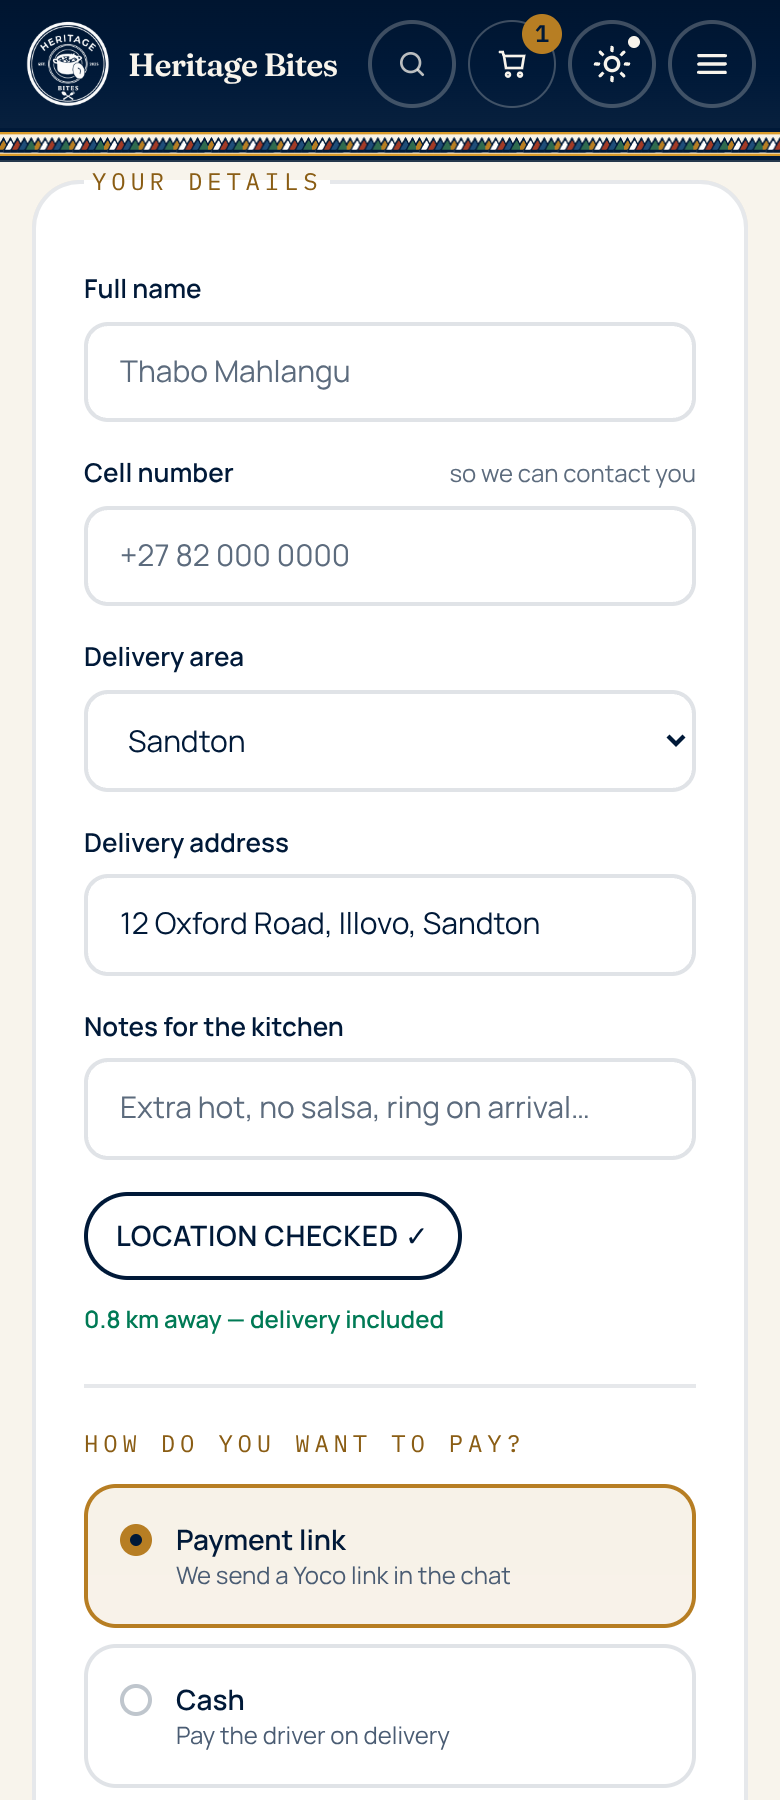 HERITAGE
BITES
Heritage Bites
1
YOUR DETAILS
Full name
Thabo Mahlangu
Cell number
so we can contact you
+27 82 000 0000
Delivery area
Sandton
Delivery address
12 Oxford Road, Illovo, Sandton
Notes for the kitchen
Extra hot, no salsa, ring on arrival...
LOCATION CHECKED ✓
0.8 km away — delivery included
HOW DO YOU WANT TO PAY?
Payment link
We send a Yoco link in the chat
Cash
Pay the driver on delivery